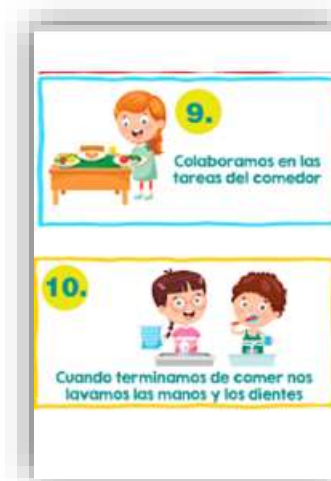 9.
Colaboramos en las
tareas del comedor
10.
Cuando terminamos de comer nos
lavamos las manos y los dientes